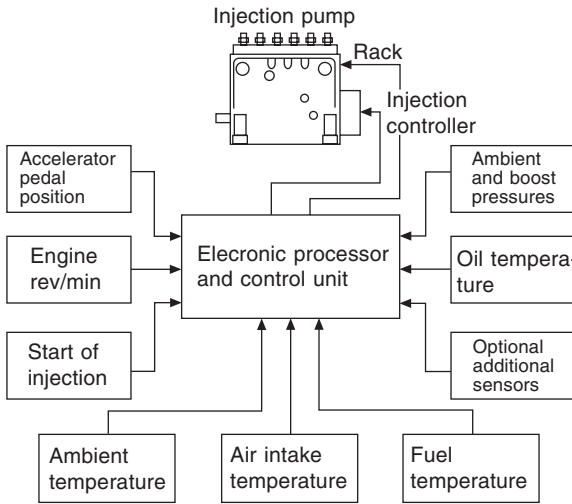 Injection pump
Rack
Injection
controller
Accelerator
pedal
position
Ambient
and boost
pressures
Engine
rev/min
Elecronic processor
and control unit
Oil tempera-
ture
Start of
injection
Optional
additional
sensors
Ambient
temperature
Air intake
temperature
Fuel
temperature